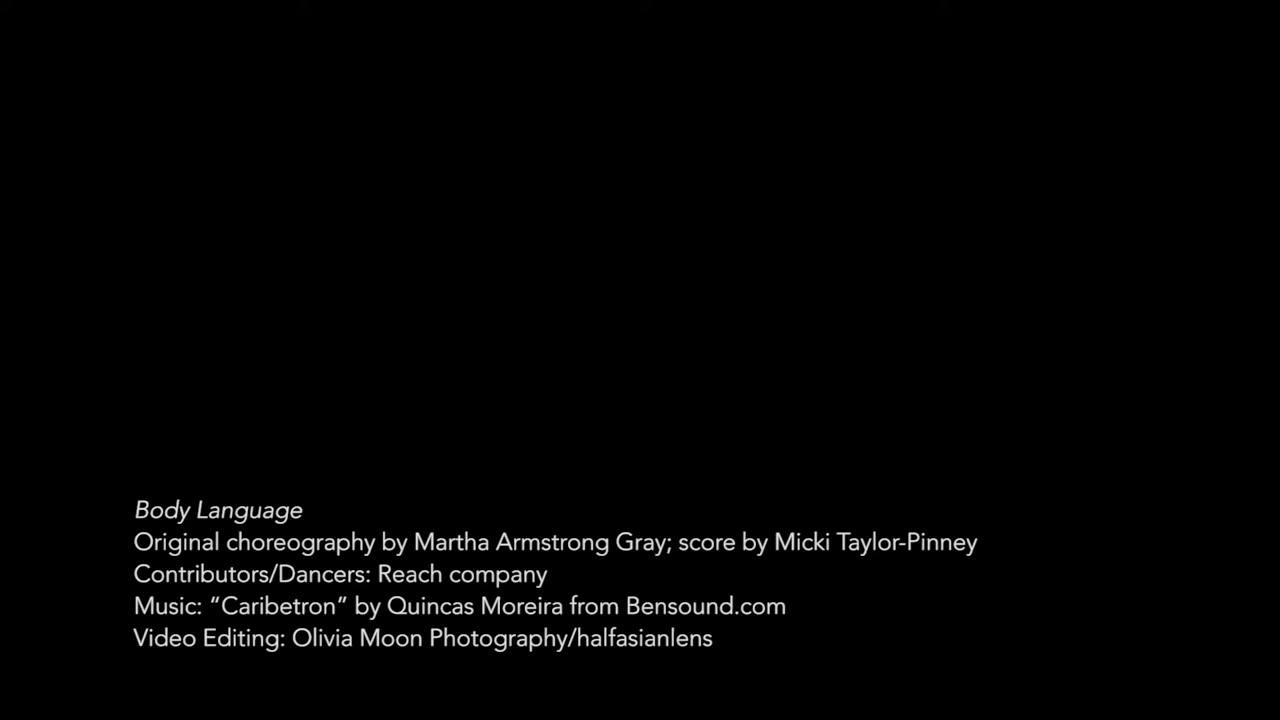 Body Language
Original choreography by Martha Armstrong Gray; score by Micki Taylor-Pinney
Contributors/Dancers: Reach company
Music: “Caribetron” by Quincas Moreira from Bensound.com
Video Editing: Olivia Moon Photography/halfasianlens